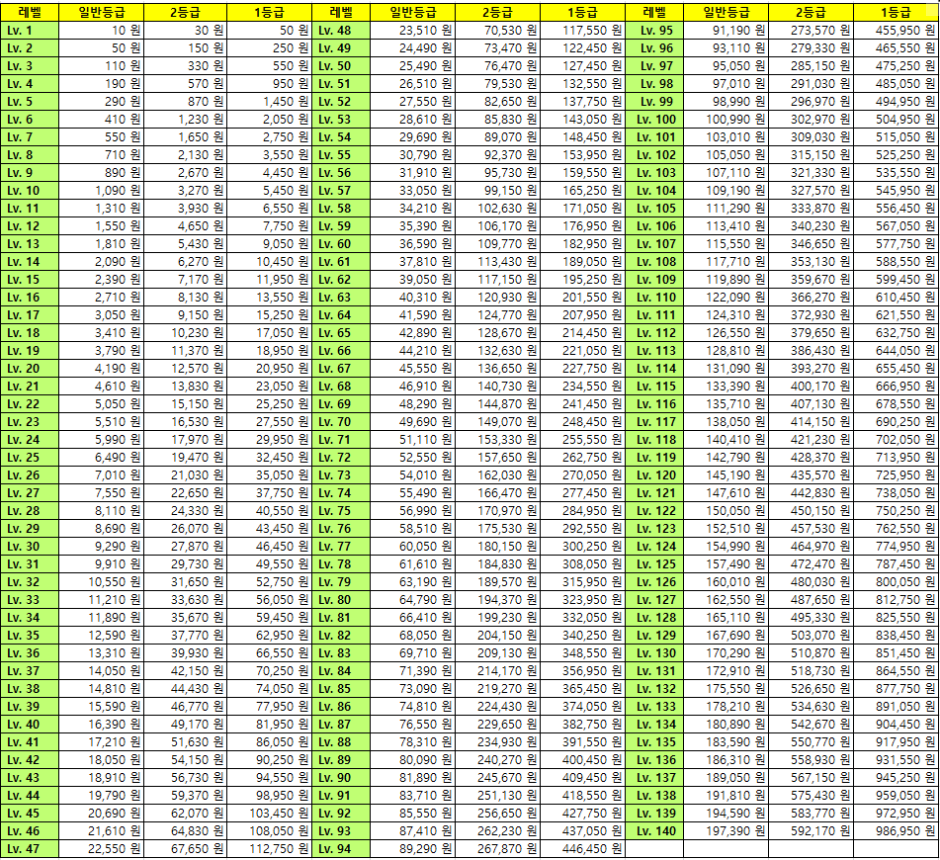 레벨 일반등급 2등급 1등급 레벨 일반등급 2등급 1등급 레벨 일반등급 2등급 1등급
Lv. 1 10 원 30 원 50 원 Lv. 48 23,510 원 70,530 원 117,550 원 Lv. 95 91,190 원 273,570 원 455,950 원
Lv. 2 50 원 150 원 250 원 Lv. 49 24,490 원 73,470 원 122,450 원 Lv. 96 93,110 원 279,330 원 465,550 원
Lv. 3 110 원 330 원 550 원 Lv. 50 25,490 원 76,470 원 127,450 원 Lv. 97 95,050 원 285,150 원 475,250 원
Lv. 4 190 원 570 원 950 원 Lv. 51 26,510 원 79,530 원 132,550 원 Lv. 98 97,010 원 291,030 원 485,050 원
Lv. 5 290 원 870 원 1,450 원 Lv. 52 27,550 원 82,650 원 137,750 원 Lv. 99 98,990 원 296,970 원 494,950 원
Lv. 6 410 원 1,230 원 2,050 원 Lv. 53 28,610 원 85,830 원 143,050 원 Lv. 100 100,990 원 302,970 원 504,950 원
Lv. 7 550 원 1,650 원 2,750 원 Lv. 54 29,690 원 89,070 원 148,450 원 Lv. 101 103,010 원 309,030 원 515,050 원
Lv. 8 710 원 2,130 원 3,550 원 Lv. 55 30,790 원 92,370 원 153,950 원 Lv. 102 105,050 원 315,150 원 525,250 원
Lv. 9 890 원 2,670 원 4,450 원 Lv. 56 31,910 원 95,730 원 159,550 원 Lv. 103 107,110 원 321,330 원 535,550 원
Lv. 10 1,090 원 3,270 원 5,450 원 Lv. 57 33,050 원 99,150 원 165,250 원 Lv. 104 109,190 원 327,570 원 545,950 원
Lv. 11 1,310 원 3,930 원 6,550 원 Lv. 58 34,210 원 102,630 원 171,050 원 Lv. 105 111,290 원 333,870 원 556,450 원
Lv. 12 1,550 원 4,650 원 7,750 원 Lv. 59 35,390 원 106,170 원 176,950 원 Lv. 106 113,410 원 340,230 원 567,050 원
Lv. 13 1,810 원 5,430 원 9,050 원 Lv. 60 36,590 원 109,770 원 182,950 원 Lv. 107 115,550 원 346,650 원 577,750 원
Lv. 14 2,090 원 6,270 원 10,450 원 Lv. 61 37,810 원 113,430 원 189,050 원 Lv. 108 117,710 원 353,130 원 588,550 원
Lv. 15 2,390 원 7,170 원 11,950 원 Lv. 62 39,050 원 117,150 원 195,250 원 Lv. 109 119,890 원 359,670 원 599,450 원
Lv. 16 2,710 원 8,130 원 13,550 원 Lv. 63 40,310 원 120,930 원 201,550 원 Lv. 110 122,090 원 366,270 원 610,450 원
Lv. 17 3,050 원 9,150 원 15,250 원 Lv. 64 41,590 원 124,770 원 207,950 원 Lv. 111 124,310 원 372,930 원 621,550 원
Lv. 18 3,410 원 10,230 원 17,050 원 Lv. 65 42,890 원 128,670 원 214,450 원 Lv. 112 126,550 원 379,650 원 632,750 원
Lv. 19 3,790 원 11,370 원 18,950 원 Lv. 66 44,210 원 132,630 원 221,050 원 Lv. 113 128,810 원 386,430 원 644,050 원
Lv. 20 4,190 원 12,570 원 20,950 원 Lv. 67 45,550 원 136,650 원 227,750 원 Lv. 114 131,090 원 393,270 원 655,450 원
Lv. 21 4,610 원 13,830 원 23,050 원 Lv. 68 46,910 원 140,730 원 234,550 원 Lv. 115 133,390 원 400,170 원 666,950 원
Lv. 22 5,050 원 15,150 원 25,250 원 Lv. 69 48,290 원 144,870 원 241,450 원 Lv. 116 135,710 원 407,130 원 678,550 원
Lv. 23 5,510 원 16,530 원 27,550 원 Lv. 70 49,690 원 149,070 원 248,450 원 Lv. 117 138,050 원 414,150 원 690,250 원
Lv. 24 5,990 원 17,970 원 29,950 원 Lv. 71 51,110 원 153,330 원 255,550 원 Lv. 118 140,410 원 421,230 원 702,050 원
Lv. 25 6,490 원 19,470 원 32,450 원 Lv. 72 52,550 원 157,650 원 262,750 원 Lv. 119 142,790 원 428,370 원 713,950 원
Lv. 26 7,010 원 21,030 원 35,050 원 Lv. 73 54,010 원 162,030 원 270,050 원 Lv. 120 145,190 원 435,570 원 725,950 원
Lv. 27 7,550 원 22,650 원 37,750 원 Lv. 74 55,490 원 166,470 원 277,450 원 Lv. 121 147,610 원 442,830 원 738,050 원
Lv. 28 8,110 원 24,330 원 40,550 원 Lv. 75 56,990 원 170,970 원 284,950 원 Lv. 122 150,050 원 450,150 원 750,250 원
Lv. 29 8,690 원 26,070 원 43,450 원 Lv. 76 58,510 원 175,530 원 292,550 원 Lv. 123 152,510 원 457,530 원 762,550 원
Lv. 30 9,290 원 27,870 원 46,450 원 Lv. 77 60,050 원 180,150 원 300,250 원 Lv. 124 154,990 원 464,970 원 774,950 원
Lv. 31 9,910 원 29,730 원 49,550 원 Lv. 78 61,610 원 184,830 원 308,050 원 Lv. 125 157,490 원 472,470 원 787,450 원
Lv. 32 10,550 원 31,650 원 52,750 원 Lv. 79 63,190 원 189,570 원 315,950 원 Lv. 126 160,010 원 480,030 원 800,050 원
Lv. 33 11,210 원 33,630 원 56,050 원 Lv. 80 64,790 원 194,370 원 323,950 원 Lv. 127 162,550 원 487,650 원 812,750 원
Lv. 34 11,890 원 35,670 원 59,450 원 Lv. 81 66,410 원 199,230 원 332,050 원 Lv. 128 165,110 원 495,330 원 825,550 원
Lv. 35 12,590 원 37,770 원 62,950 원 Lv. 82 68,050 원 204,150 원 340,250 원 Lv. 129 167,690 원 503,070 원 838,450 원
Lv. 36 13,310 원 39,930 원 66,550 원 Lv. 83 69,710 원 209,130 원 348,550 원 Lv. 130 170,290 원 510,870 원 851,450 원
Lv. 37 14,050 원 42,150 원 70,250 원 Lv. 84 71,390 원 214,170 원 356,950 원 Lv. 131 172,910 원 518,730 원 864,550 원
Lv. 38 14,810 원 44,430 원 74,050 원 Lv. 85 73,090 원 219,270 원 365,450 원 Lv. 132 175,550 원 526,650 원 877,750 원
Lv. 39 15,590 원 46,770 원 77,950 원 Lv. 86 74,810 원 224,430 원 374,050 원 Lv. 133 178,210 원 534,630 원 891,050 원
Lv. 40 16,390 원 49,170 원 81,950 원 Lv. 87 76,550 원 229,650 원 382,750 원 Lv. 134 180,890 원 542,670 원 904,450 원
Lv. 41 17,210 원 51,630 원 86,050 원 Lv. 88 78,310 원 234,930 원 391,550 원 Lv. 135 183,590 원 550,770 원 917,950 원
Lv. 42 18,050 원 54,150 원 90,250 원 Lv. 89 80,090 원 240,270 원 400,450 원 Lv. 136 186,310 원 558,930 원 931,550 원
Lv. 43 18,910 원 56,730 원 94,550 원 Lv. 90 81,890 원 245,670 원 409,450 원 Lv. 137 189,050 원 567,150 원 945,250 원
Lv. 44 19,790 원 59,370 원 98,950 원 Lv. 91 83,710 원 251,130 원 418,550 원 Lv. 138 191,810 원 575,430 원 959,050 원
Lv. 45 20,690 원 62,070 원 103,450 원 Lv. 92 85,550 원 256,650 원 427,750 원 Lv. 139 194,590 원 583,770 원 972,950 원
Lv. 46 21,610 원 64,830 원 108,050 원 Lv. 93 87,410 원 262,230 원 437,050 원 Lv. 140 197,390 원 592,170 원 986,950 원
Lv. 47 22,550 원 67,650 원 112,750 원 Lv. 94 89,290 원 267,870 원 446,450 원